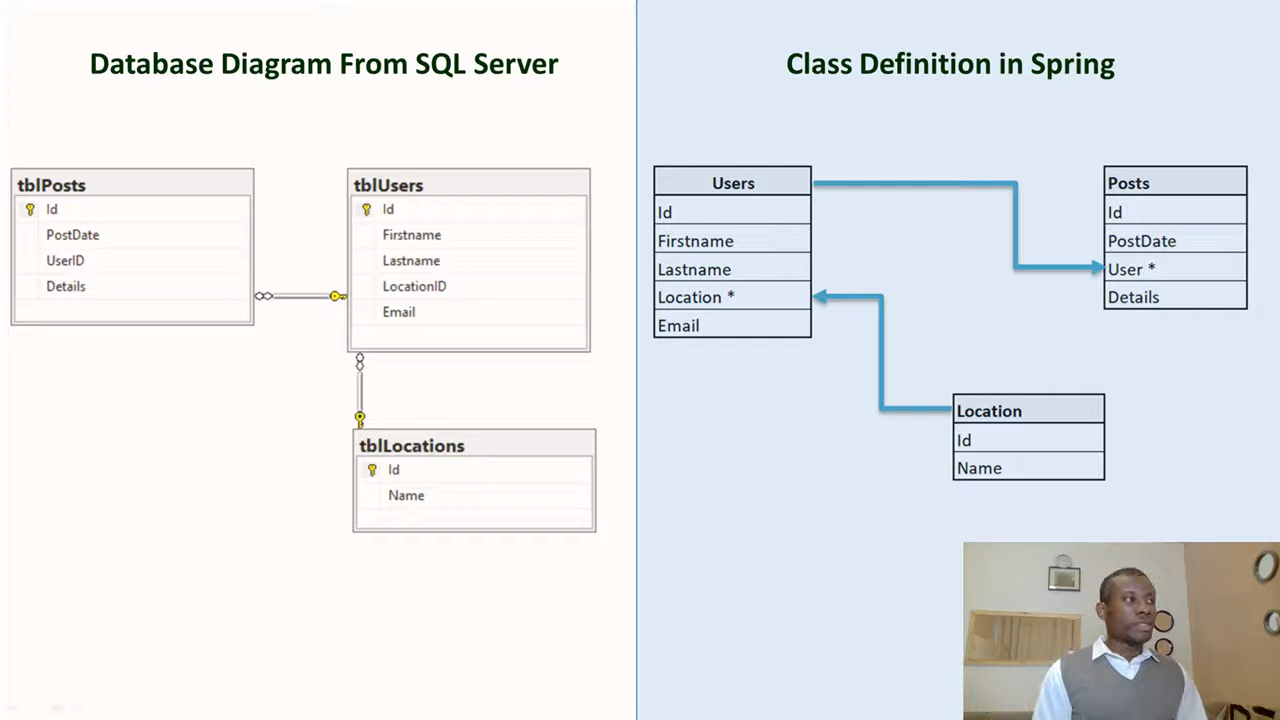 Database Diagram From SQL Server
tblPosts
Id
PostDate
UserID
Details
tblUsers
Id
Firstname
Lastname
LocationID
Email
tblLocations
Id
Name
Class Definition in Spring
Users
Id
Firstname
Lastname
Location *
Email
Posts
Id
PostDate
User *
Details
Location
Id
Name